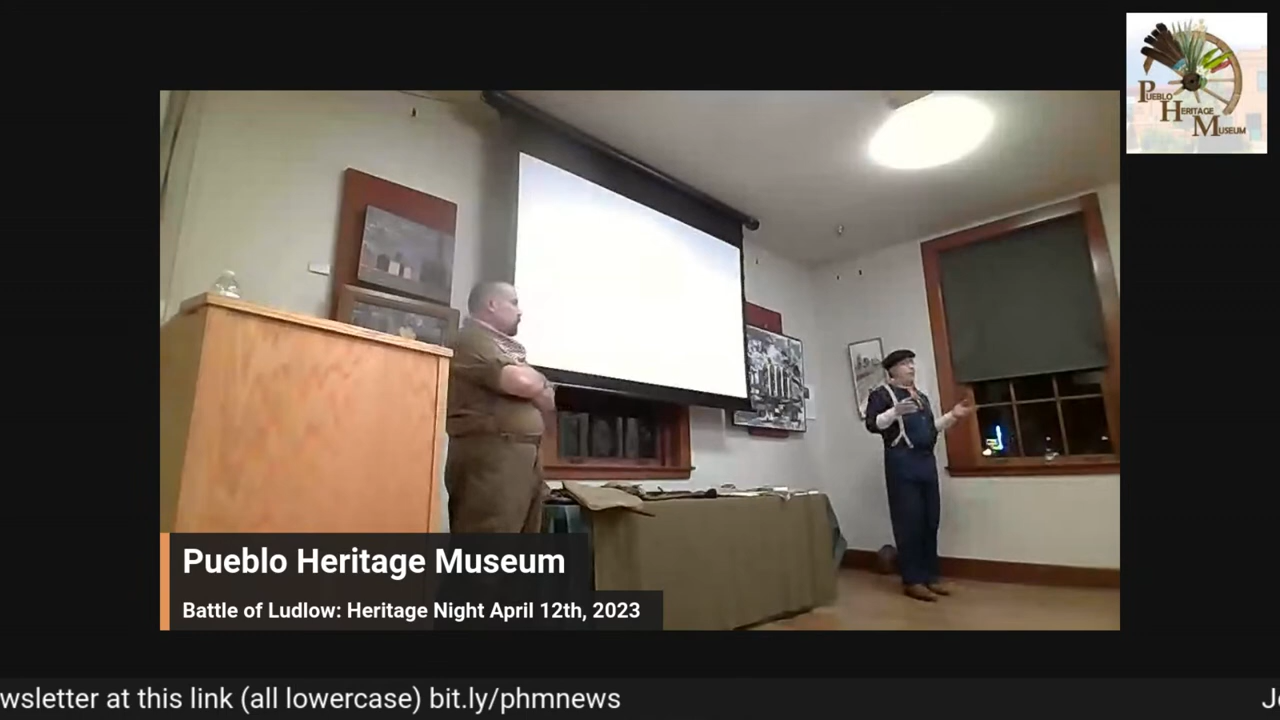 PUEBLO
HERITAGE
MUSEUM
Pueblo Heritage Museum
Battle of Ludlow: Heritage Night April 12th, 2023
wsletter at this link (all lowercase) bit.ly/phmnews
Jo